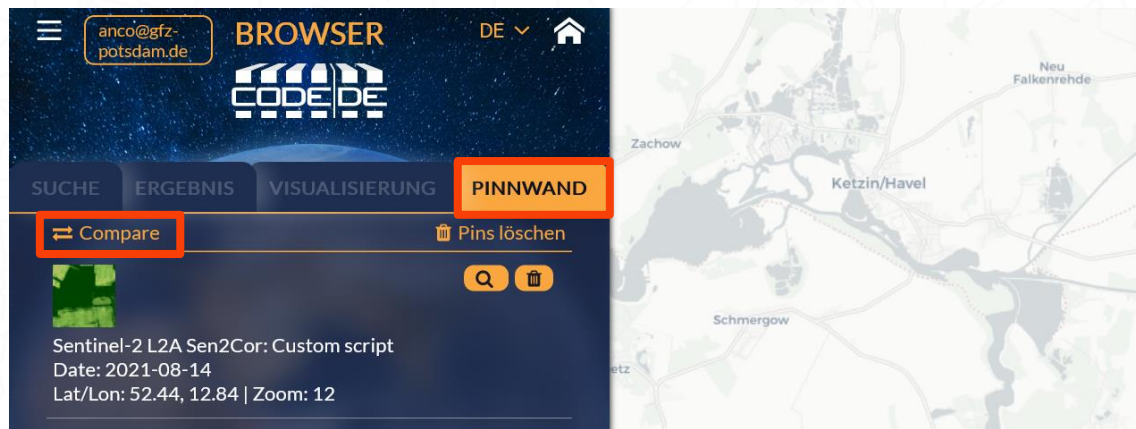 anco@gfz-
potsdam.de
BROWSER
DE
CODE DE
SUCHE ERGEBNIS VISUALISIERUNG PINNWAND
Compare
Pins löschen
Sentinel-2 L2A Sen2Cor: Custom script
Date: 2021-08-14
Lat/Lon: 52.44, 12.84 | Zoom: 12
Neu
Falkenrehde
Zachow
Ketzin/Havel
Schmergow
etz